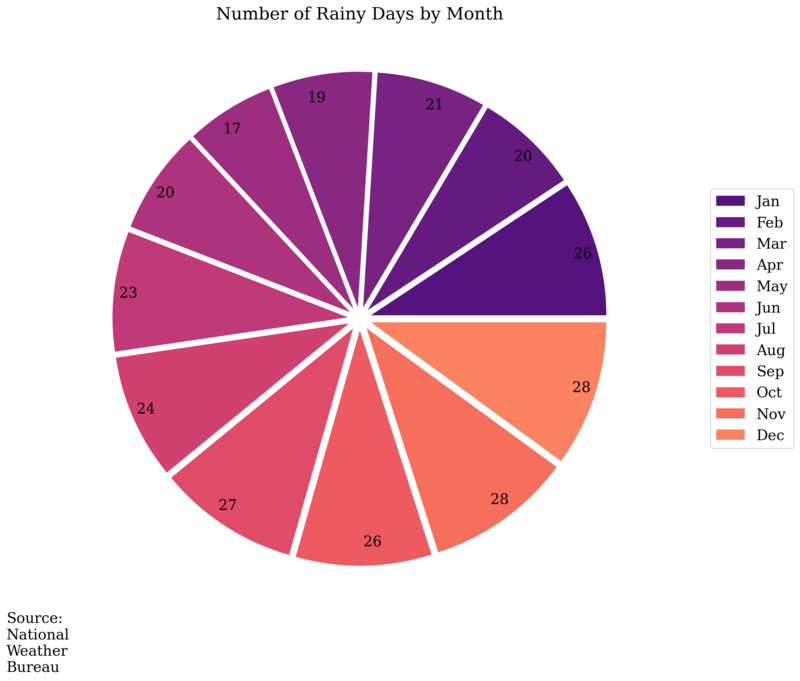 Number of Rainy Days by Month
19
21
17
20
20
26
23
28
24
28
27
26
Jan
Feb
Mar
Apr
May
Jun
Jul
Aug
Sep
Oct
Nov
Dec
Source:
National
Weather
Bureau